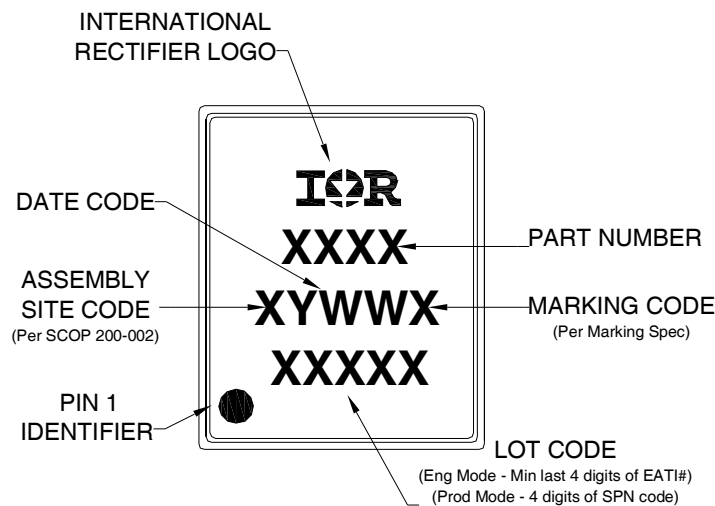 INTERNATIONAL
RECTIFIER LOGO
IOR
DATE CODE
XXXX
PART NUMBER
ASSEMBLY
SITE CODE
(Per SCOP 200-002)
XYWWX
MARKING CODE
(Per Marking Spec)
XXXXX
PIN 1
IDENTIFIER
LOT CODE
(Eng Mode - Min last 4 digits of EATI#)
(Prod Mode - 4 digits of SPN code)